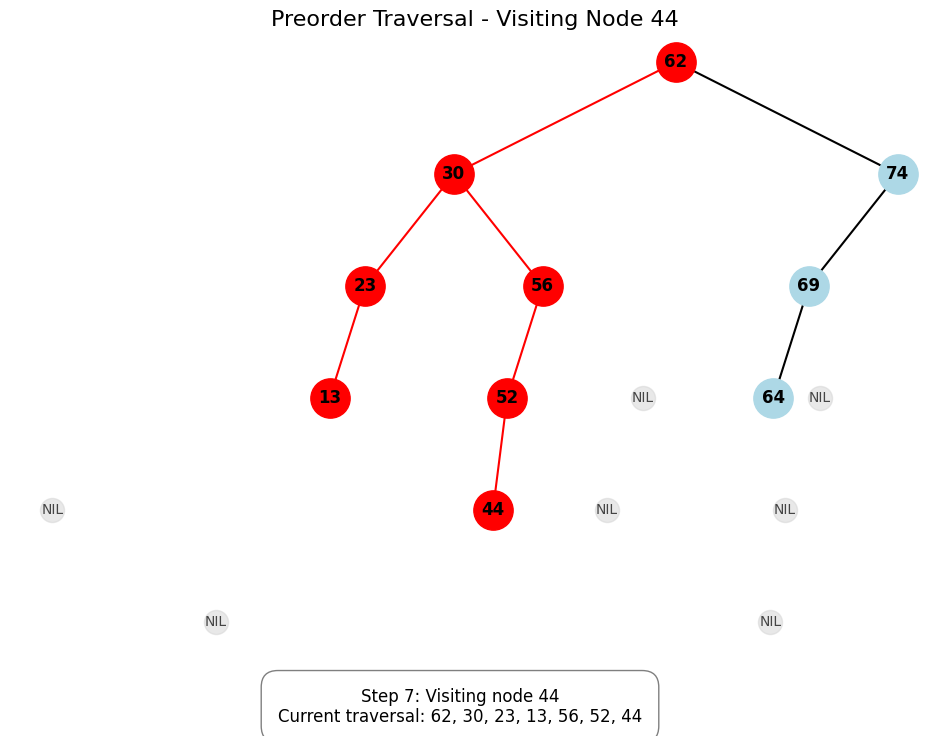 Preorder Traversal - Visiting Node 44
62
30
74
23
56
69
13
52
NIL
64
NIL
NIL
44
NIL
NIL
NIL
NIL
Step 7: Visiting node 44
Current traversal: 62, 30, 23, 13, 56, 52, 44